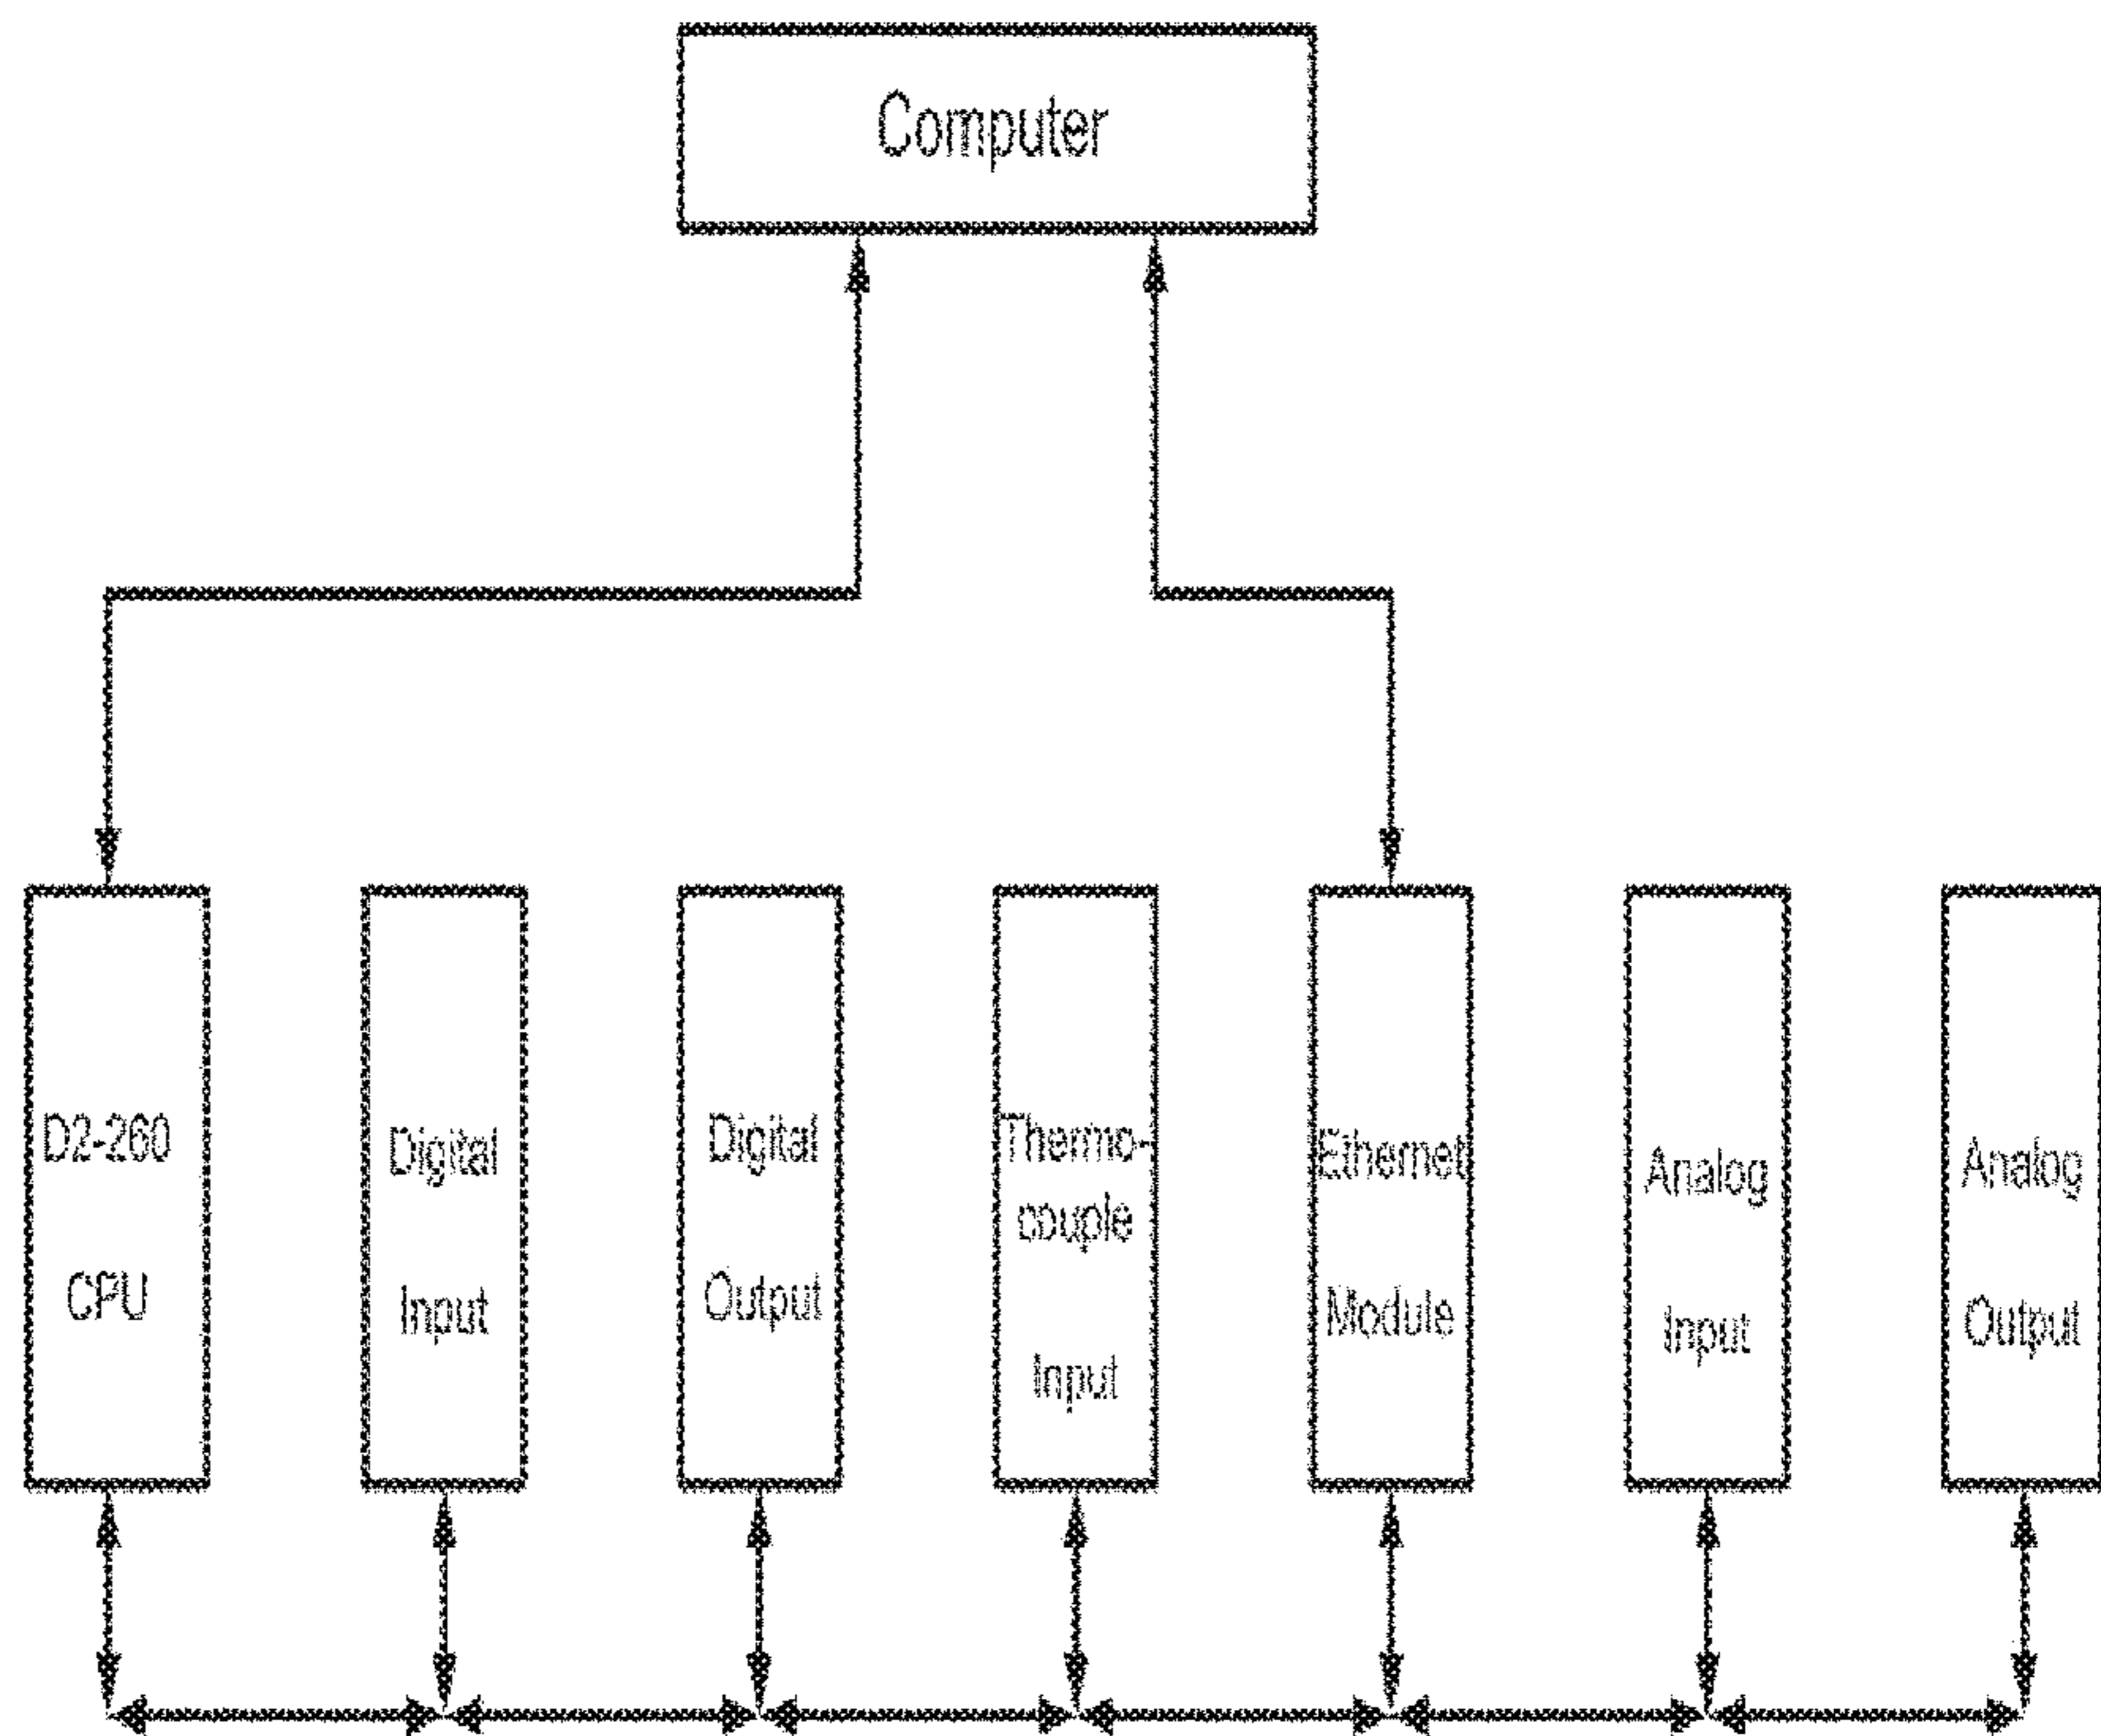 Computer
D2-260
CPU
Digital
Input
Digital
Output
Thermo-
couple
Input
Ethernet
Module
Analog
Input
Analog
Output